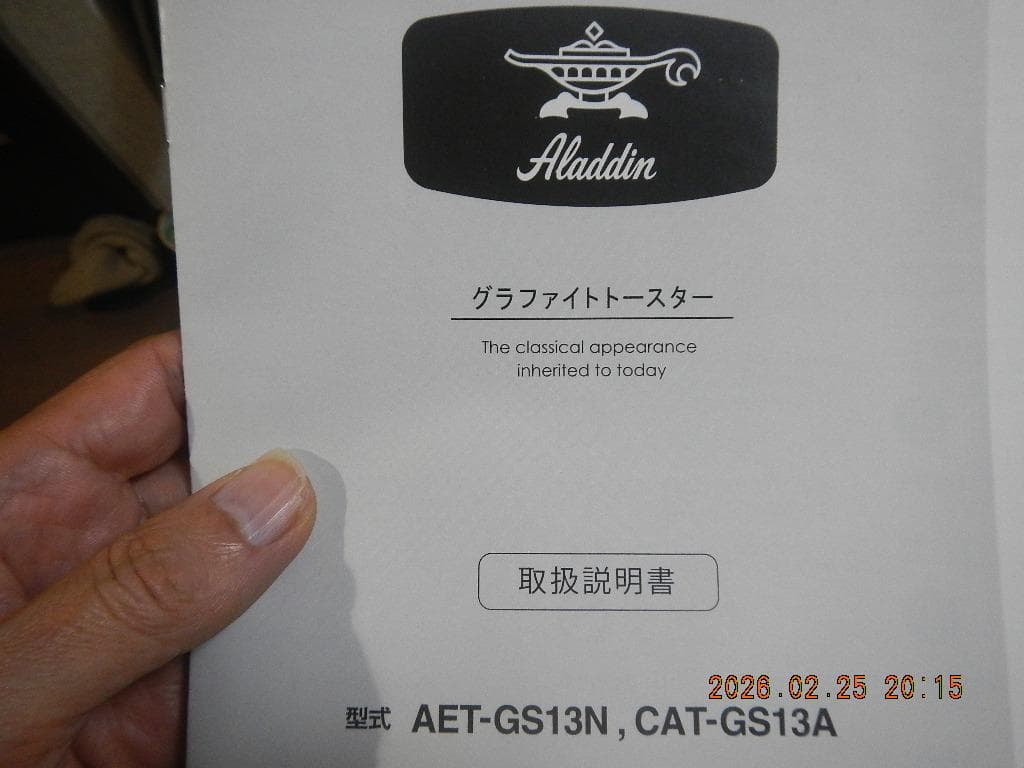 Aladdin
グラファイトトースター
The classical appearance
inherited to today
取扱説明書
2026.02.25 20:15
型式 AET-GS13N , CAT-GS13A